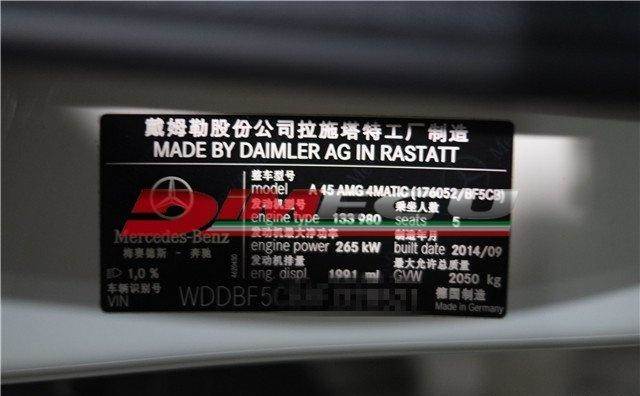 戴姆勒股份公司拉施塔特工厂制造
MADE BY DAIMLER AG IN RASTATT
整车型号
model A 45 AMG 4MATIC (176052/BF5CB)
发动机型号 乘坐人数
engine type 133 980 seats 5
发动机最大净功率 制造年月
engine power 265 kW built date 2014/09
发动机排量 最大允许总质量
eng. displ. 1991 ml GVW 2050 kg
Mercedes-Benz
梅赛德斯 - 奔驰
1,0 %
车辆识别号
VIN WDDBF5C
德国制造
Made in Germany